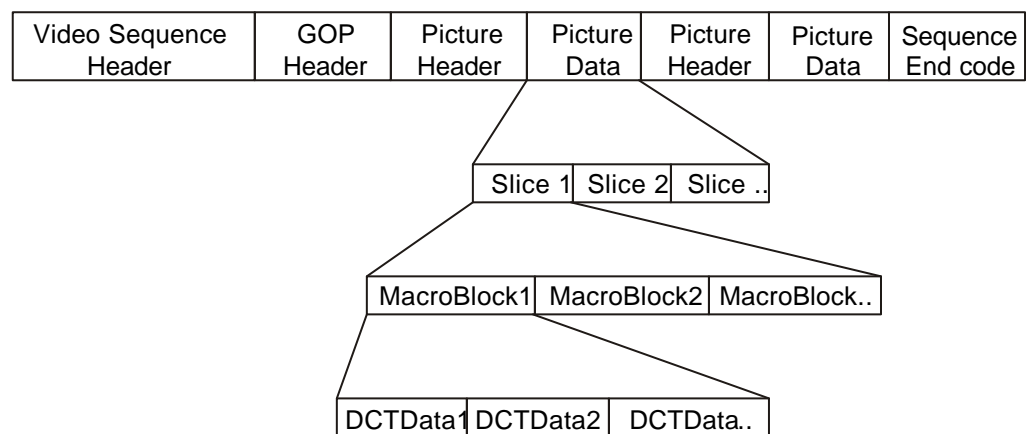 Video Sequence Header
GOP Header
Picture Header
Picture Data
Picture Header
Picture Data
Sequence End code
Slice 1 Slice 2 Slice ..
MacroBlock1 MacroBlock2 MacroBlock..
DCTData1 DCTData2 DCTData..